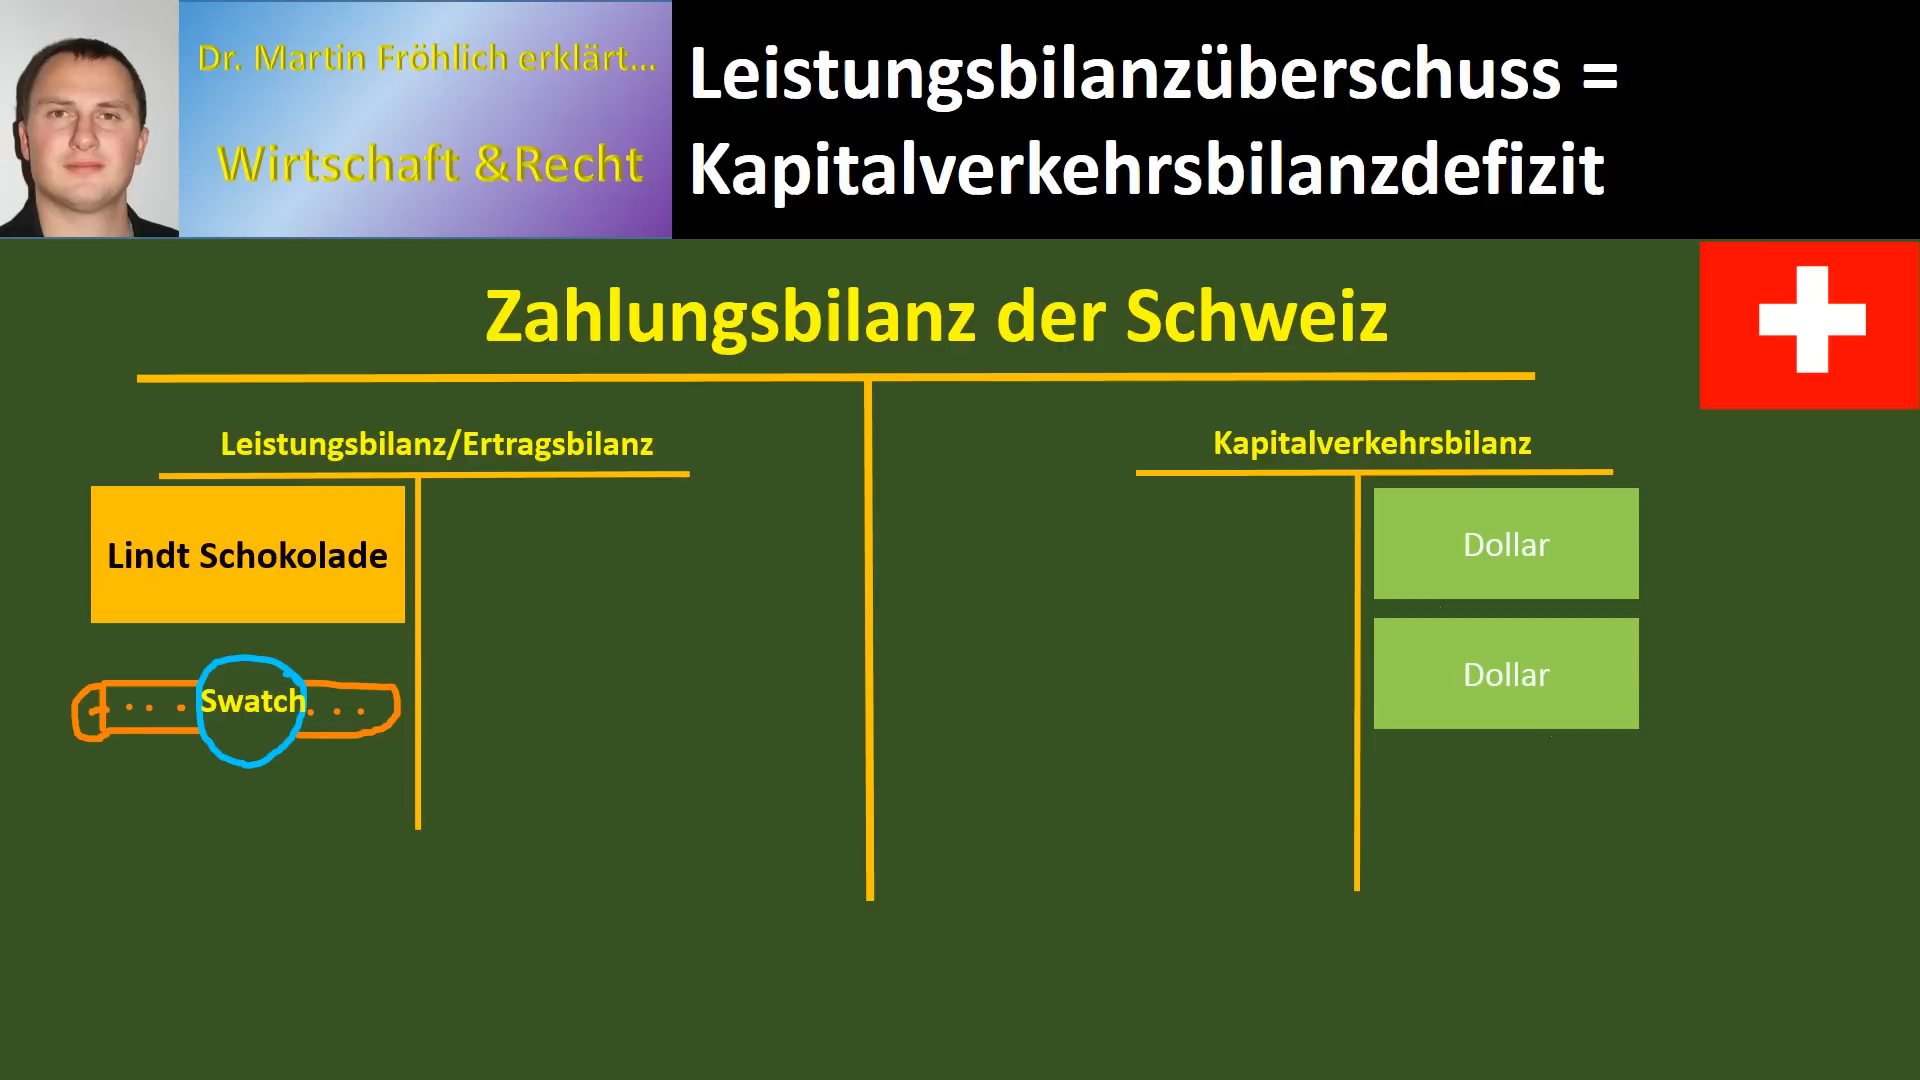 Dr. Martin Fröhlich erklärt...
Wirtschaft &Recht
Leistungsbilanzüberschuss =
Kapitalverkehrsbilanzdefizit
Zahlungsbilanz der Schweiz
Leistungsbilanz/Ertragsbilanz
Kapitalverkehrsbilanz
Lindt Schokolade
Dollar
Swatch
Dollar